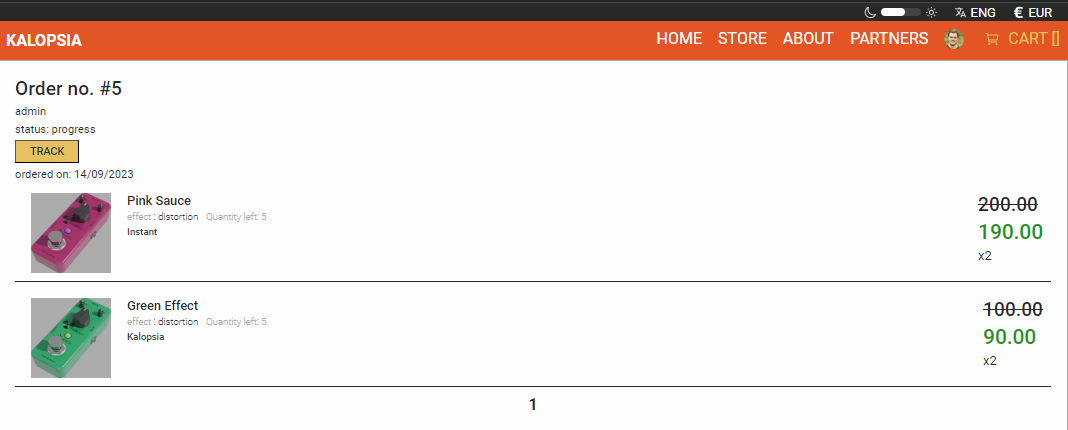 ENG € EUR
KALOPSIA HOME STORE ABOUT PARTNERS CART []
Order no. #5
admin
status: progress
TRACK
ordered on: 14/09/2023
Pink Sauce
effect : distortion Quantity left: 5
Instant
200.00
190.00
x2
Green Effect
effect : distortion Quantity left: 5
Kalopsia
100.00
90.00
x2
1